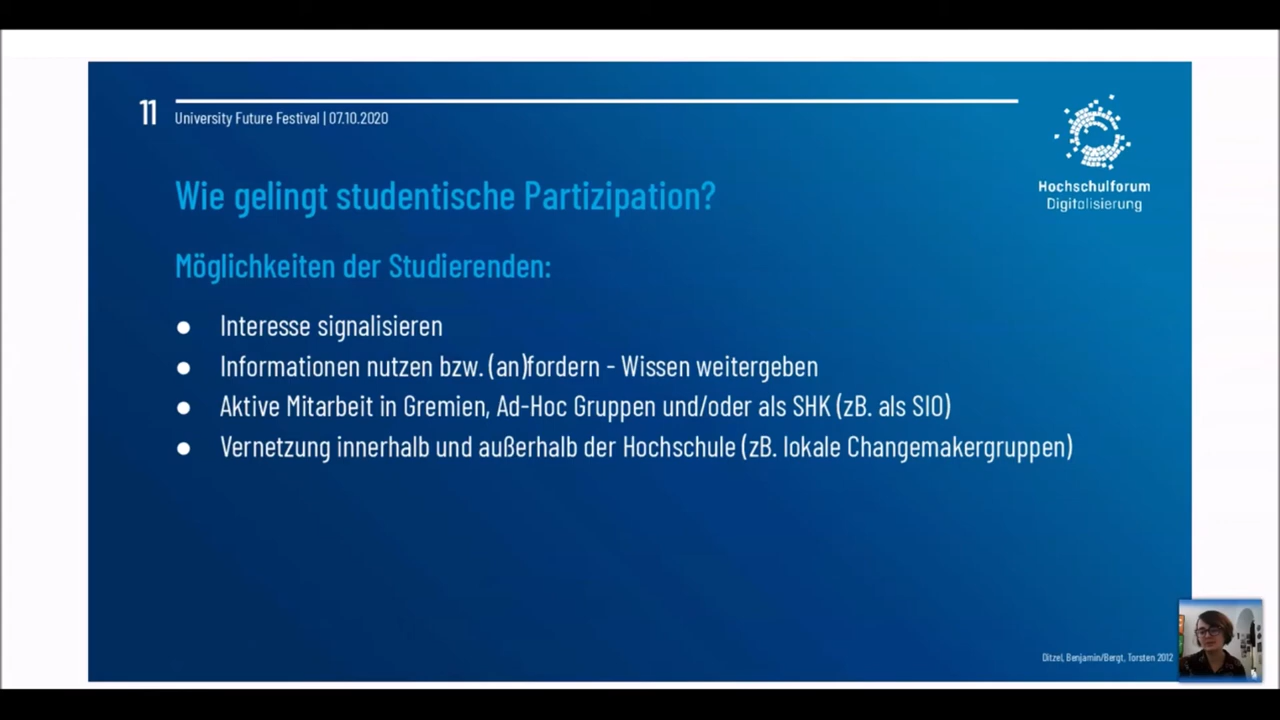 11
University Future Festival | 07.10.2020
Hochschulforum
Digitalisierung
Wie gelingt studentische Partizipation?
Möglichkeiten der Studierenden:
● Interesse signalisieren
● Informationen nutzen bzw. (an)fordern - Wissen weitergeben
● Aktive Mitarbeit in Gremien, Ad-Hoc Gruppen und/oder als SHK (zB. als SIO)
● Vernetzung innerhalb und außerhalb der Hochschule (zB. lokale Changemakergruppen)
Ditzel, Benjamin/Bergt, Torsten 2012